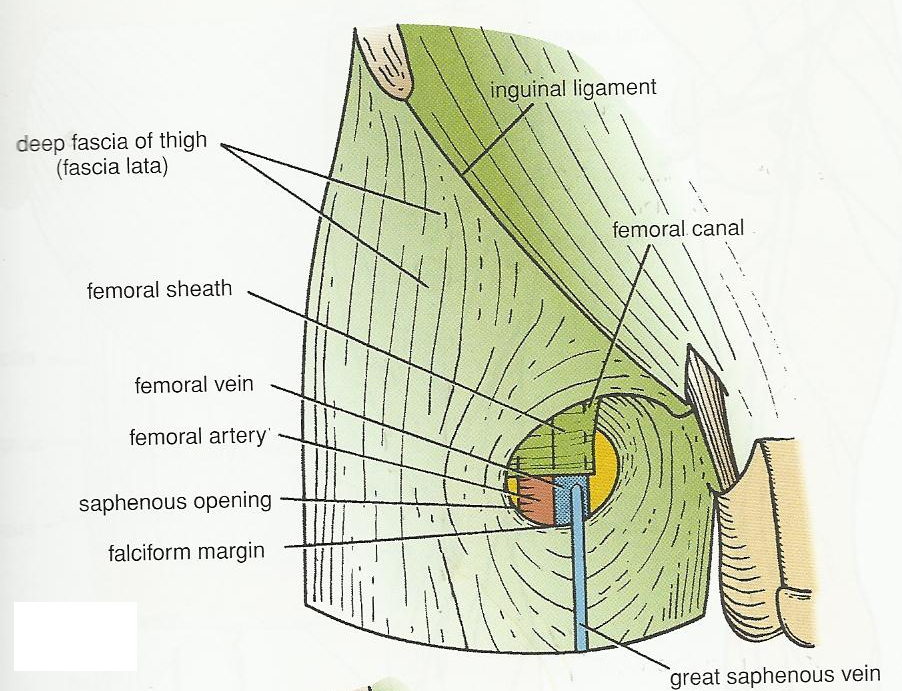 inguinal ligament
deep fascia of thigh
(fascia lata)
femoral canal
femoral sheath
femoral vein
femoral artery
saphenous opening
falciform margin
great saphenous vein